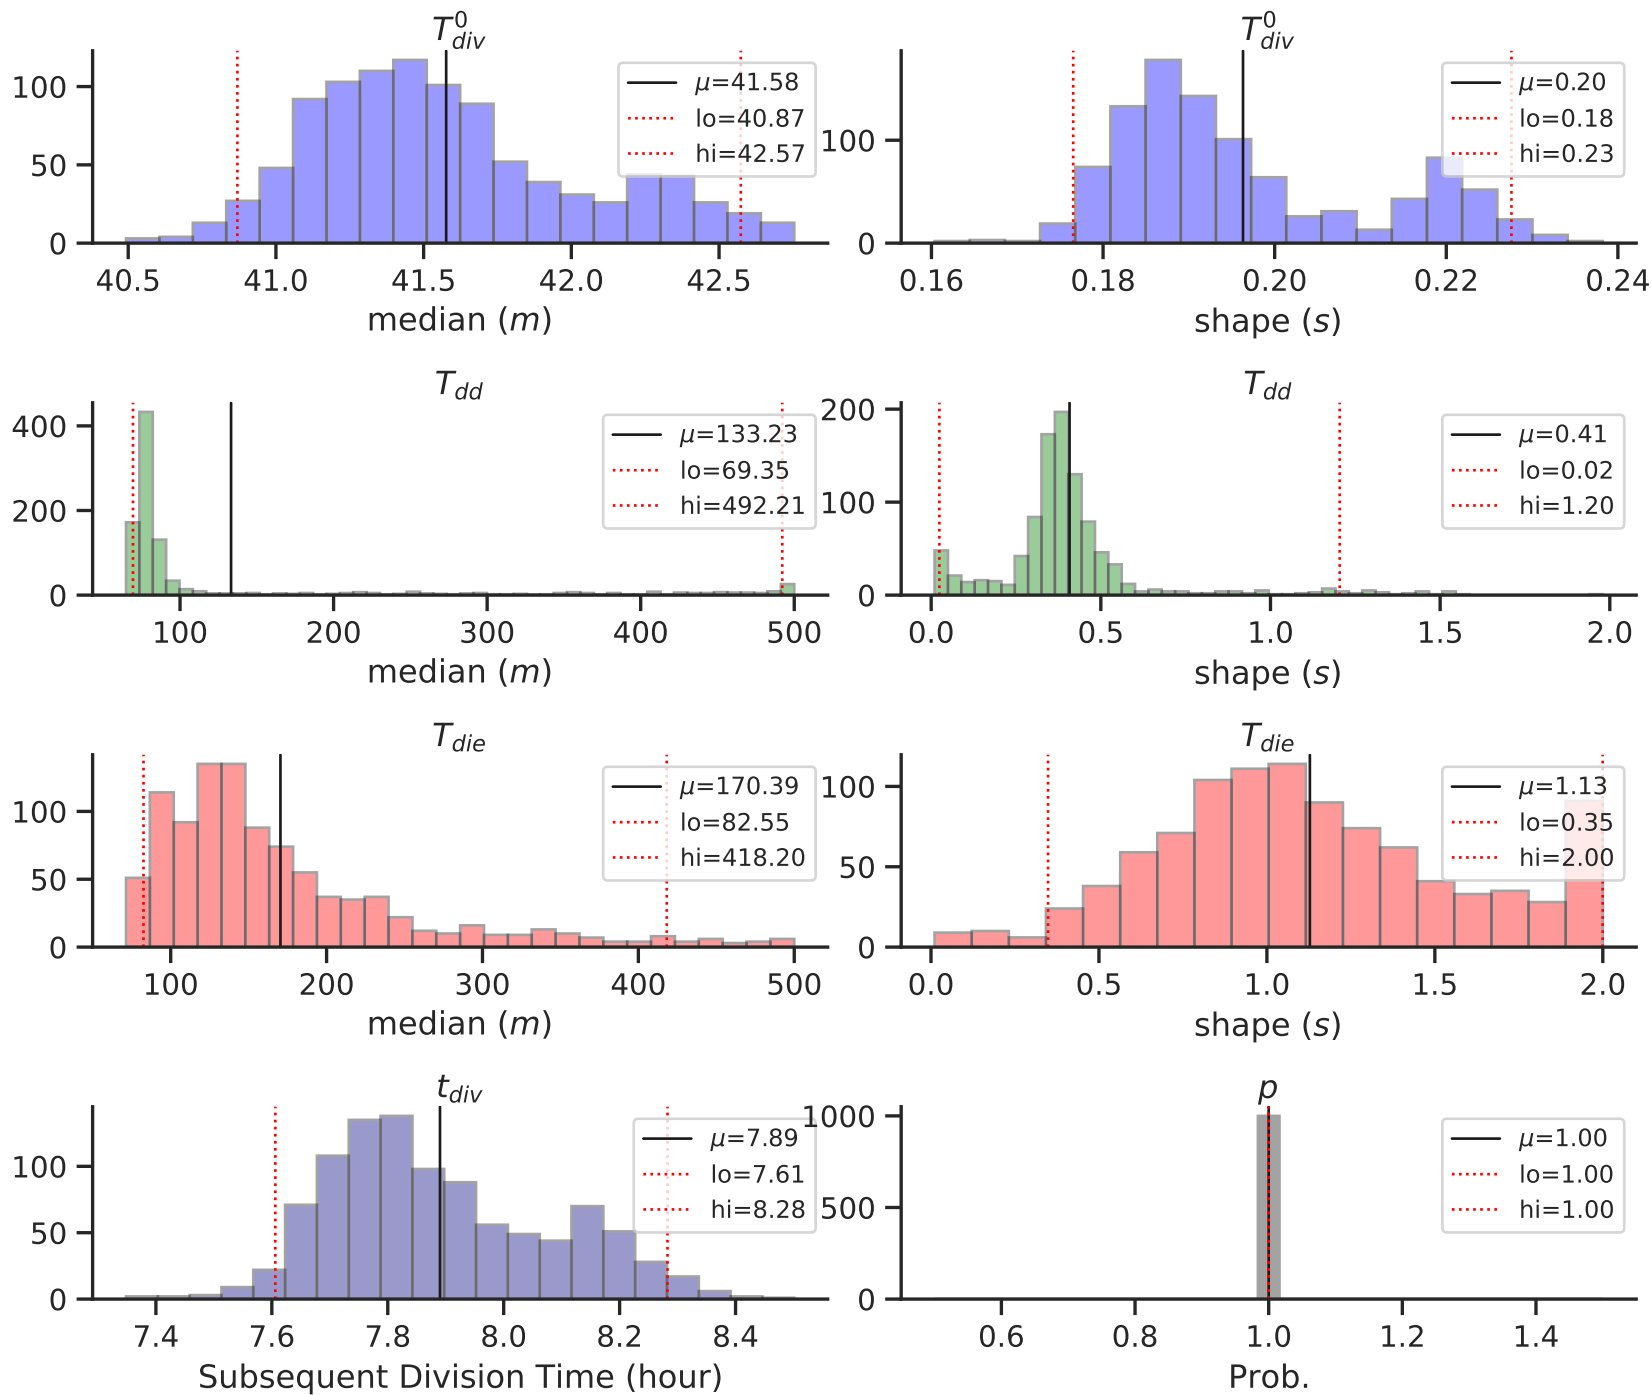 T⁰div
100
50
0
40.5 41.0 41.5 42.0 42.5
median (m)
μ=41.58
lo=40.87
hi=42.57
T⁰div
100
0
0.16 0.18 0.20 0.22 0.24
shape (s)
μ=0.20
lo=0.18
hi=0.23
Tdd
400
200
0
100 200 300 400 500
median (m)
μ=133.23
lo=69.35
hi=492.21
Tdd
200
100
0
0.0 0.5 1.0 1.5 2.0
shape (s)
μ=0.41
lo=0.02
hi=1.20
Tdie
100
50
0
100 200 300 400 500
median (m)
μ=170.39
lo=82.55
hi=418.20
Tdie
100
50
0
0.0 0.5 1.0 1.5 2.0
shape (s)
μ=1.13
lo=0.35
hi=2.00
tdiv
100
50
0
7.4 7.6 7.8 8.0 8.2 8.4
Subsequent Division Time (hour)
μ=7.89
lo=7.61
hi=8.28
p
1000
500
0
0.6 0.8 1.0 1.2 1.4
Prob.
μ=1.00
lo=1.00
hi=1.00